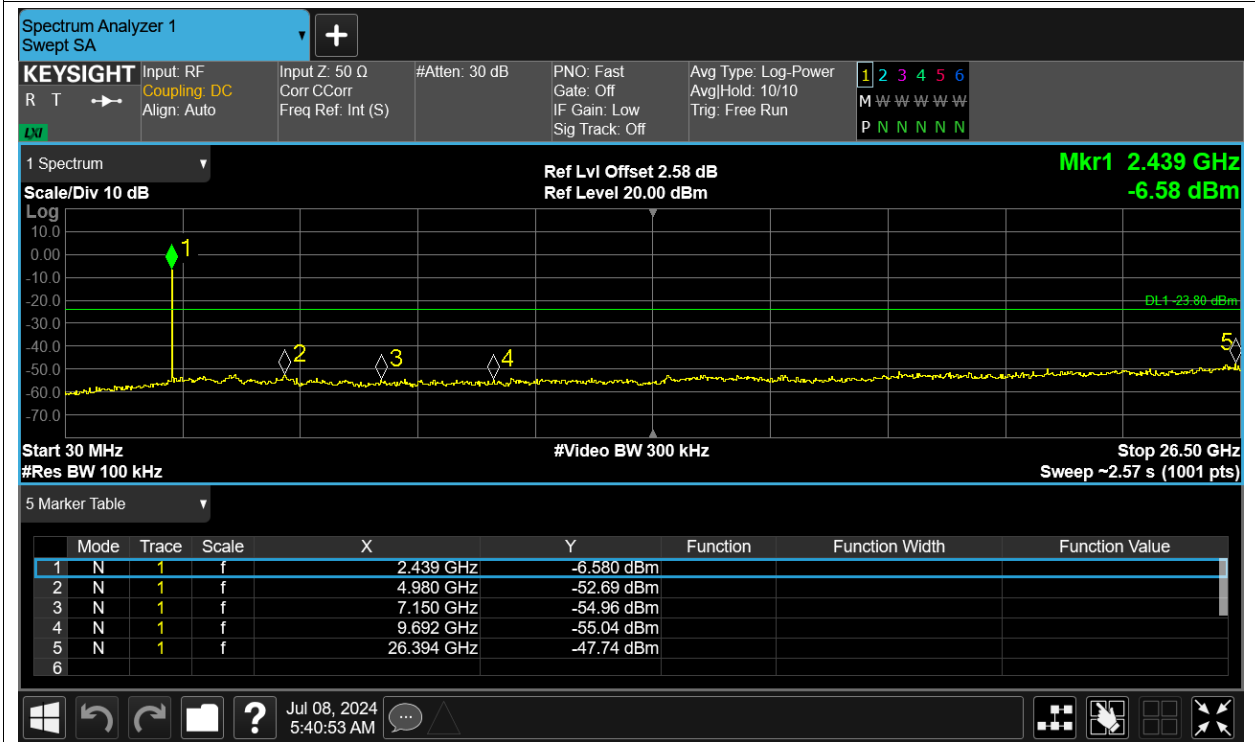 Spectrum Analyzer 1
Swept SA
KEYSIGHT
R T
LXI
Input: RF
Coupling: DC
Align: Auto
Input Z: 50 Ω
Corr CCorr
Freq Ref: Int (S)
#Atten: 30 dB
PNO: Fast
Gate: Off
IF Gain: Low
Sig Track: Off
Avg Type: Log-Power
Avg|Hold: 10/10
Trig: Free Run
1 2 3 4 5 6
M W W W W W
P N N N N N
1 Spectrum
Scale/Div 10 dB
Ref Lvl Offset 2.58 dB
Ref Level 20.00 dBm
Mkr1 2.439 GHz
-6.58 dBm
Log
10.0
0.00
-10.0
-20.0
-30.0
-40.0
-50.0
-60.0
-70.0
1
2
3
4
5
DL1 -23.80 dBm
Start 30 MHz
#Video BW 300 kHz
Stop 26.50 GHz
#Res BW 100 kHz
Sweep ~2.57 s (1001 pts)
5 Marker Table
Mode Trace Scale X Y Function Function Width Function Value
1 N 1 f 2.439 GHz -6.580 dBm
2 N 1 f 4.980 GHz -52.69 dBm
3 N 1 f 7.150 GHz -54.96 dBm
4 N 1 f 9.692 GHz -55.04 dBm
5 N 1 f 26.394 GHz -47.74 dBm
6
?
Jul 08, 2024
5:40:53 AM